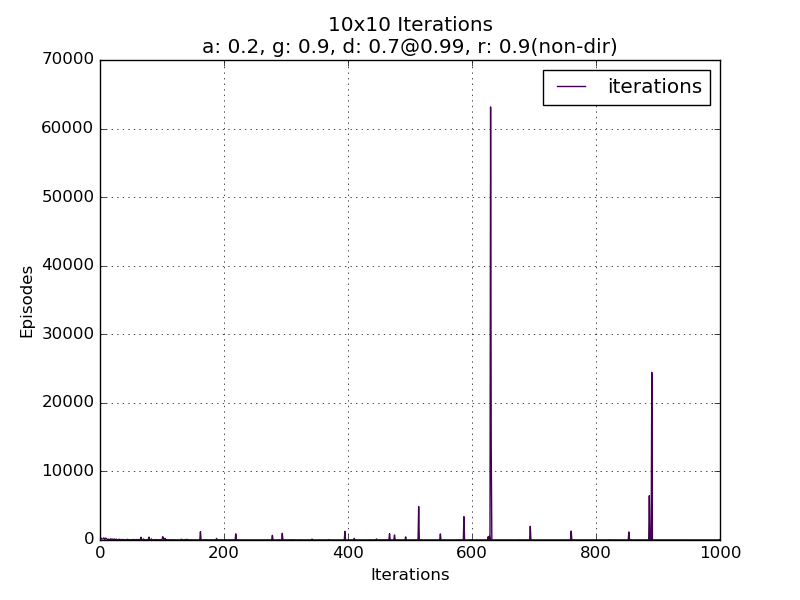 10x10 Iterations
a: 0.2, g: 0.9, d: 0.7@0.99, r: 0.9(non-dir)
70000
60000
50000
40000
30000
20000
10000
0
Episodes
iterations
0
200
400
600
800
1000
Iterations